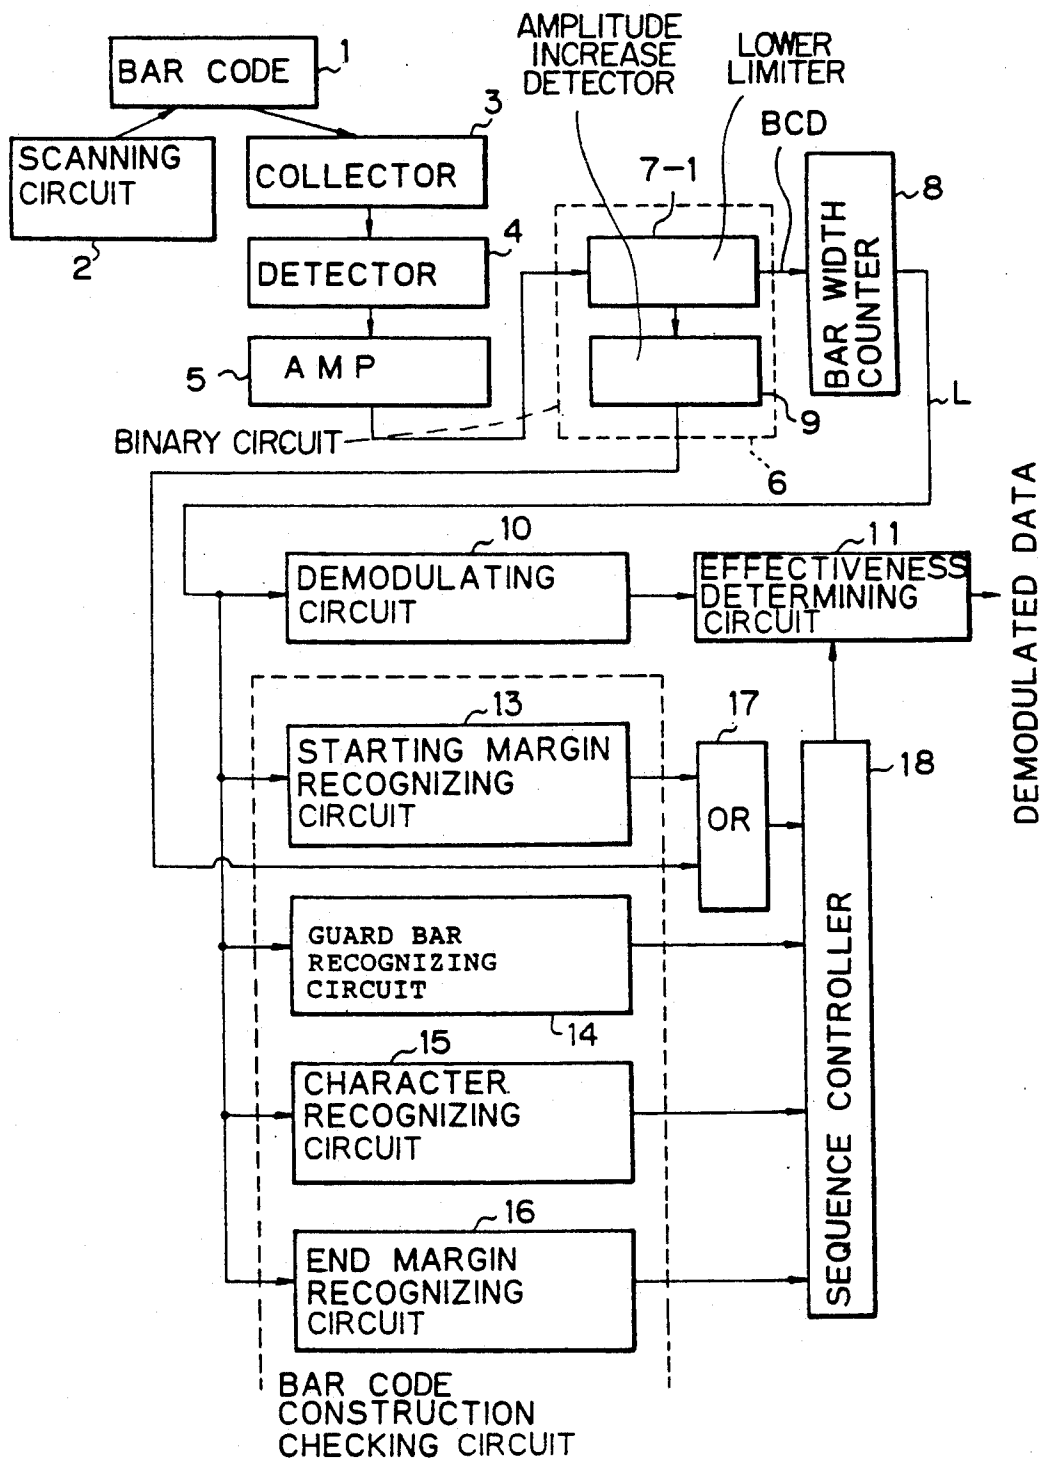 AMPLITUDE
INCREASE
DETECTOR
LOWER
LIMITER
BAR CODE
1
SCANNING
CIRCUIT
2
3
COLLECTOR
BCD
7-1
8
4
DETECTOR
BAR WIDTH
COUNTER
5
AMP
9
L
BINARY CIRCUIT
6
10
11
DEMODULATING
CIRCUIT
EFFECTIVENESS
DETERMINING
CIRCUIT
DEMODULATED DATA
13
17
18
STARTING MARGIN
RECOGNIZING
CIRCUIT
OR
GUARD BAR
RECOGNIZING
CIRCUIT
14
SEQUENCE CONTROLLER
15
CHARACTER
RECOGNIZING
CIRCUIT
16
END MARGIN
RECOGNIZING
CIRCUIT
BAR CODE
CONSTRUCTION
CHECKING CIRCUIT